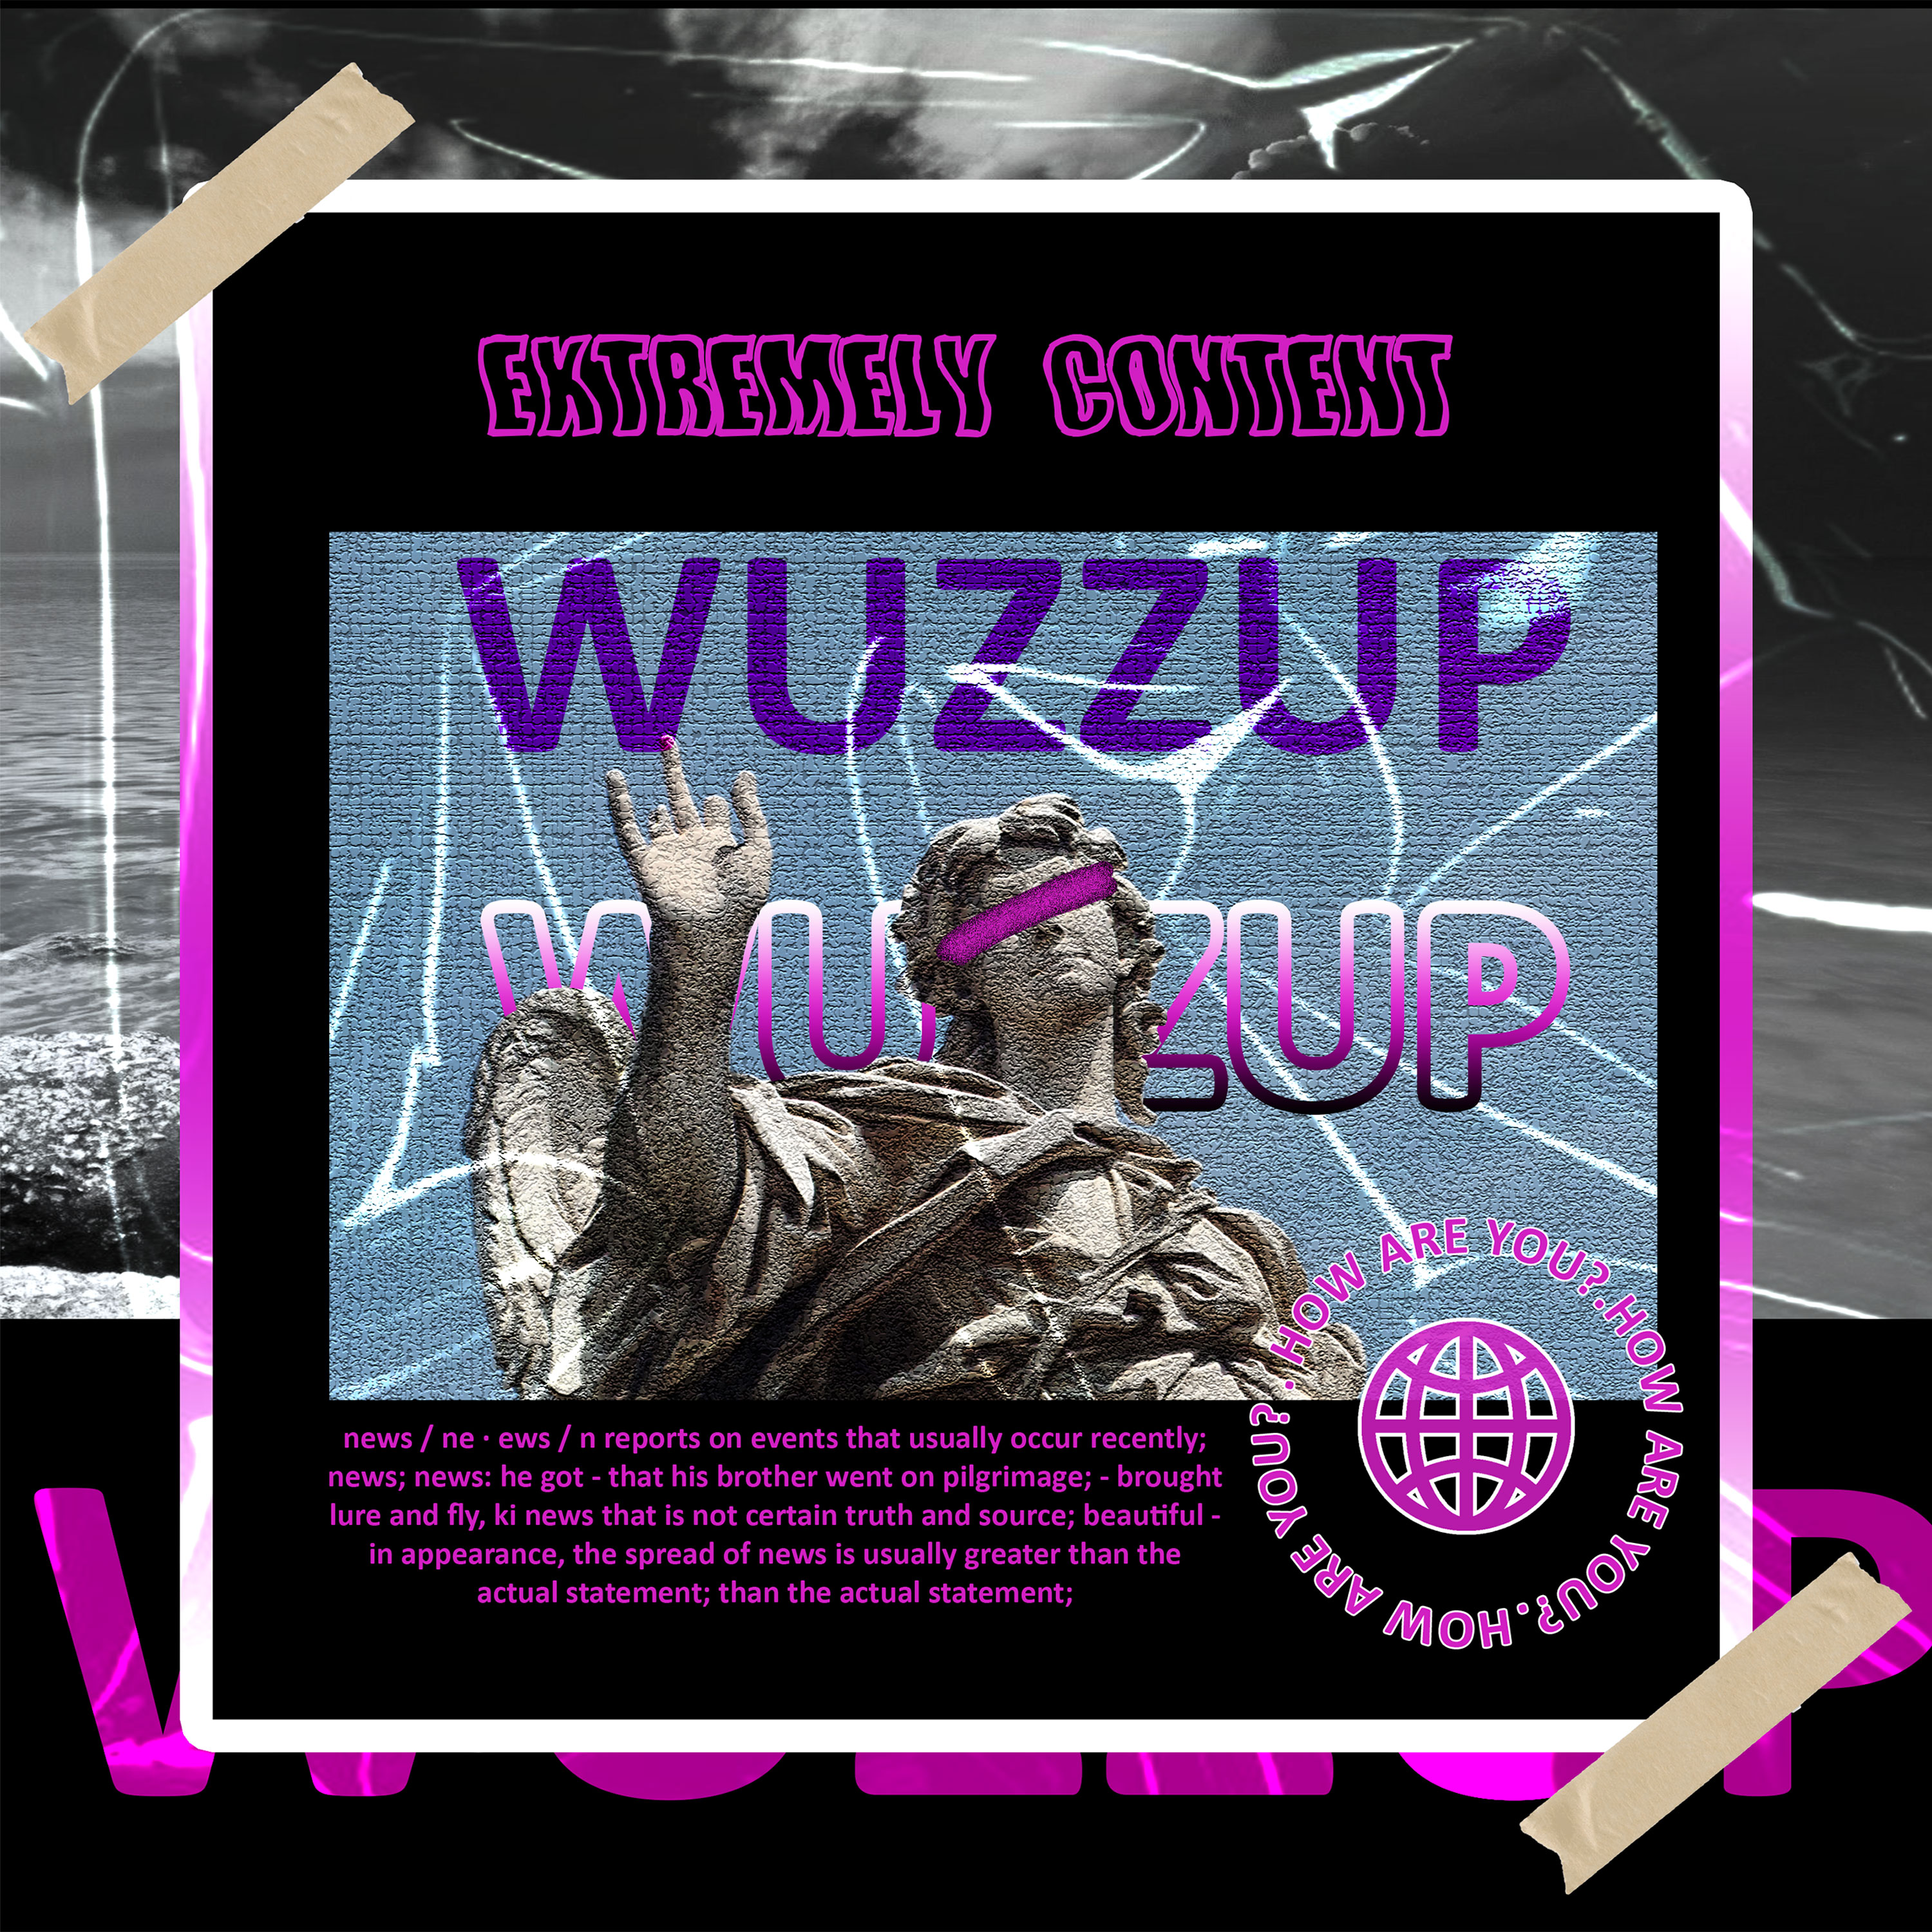 EXTREMELY CONTENT
WUZZUP
WUZZUP
HOW ARE YOU?.HOW ARE YOU?.HOW ARE YOU?.
news / ne · ews / n reports on events that usually occur recently;
news; news: he got - that his brother went on pilgrimage; - brought
lure and fly, ki news that is not certain truth and source; beautiful -
in appearance, the spread of news is usually greater than the
actual statement; than the actual statement;
WUZZUP